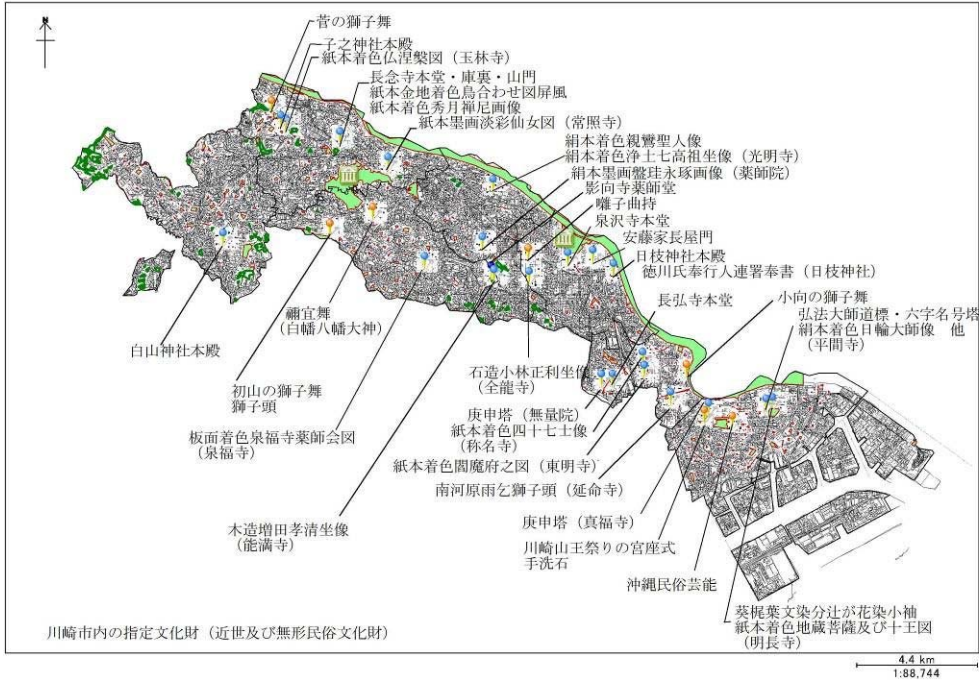 菅の獅子舞
子之神社本殿
紙本着色仏涅槃図（玉林寺）
長念寺本堂・庫裏・山門
紙本金地着色鳥合わせ図屏風
紙本着色秀月禅尼画像
紙本墨画淡彩仙女図（常照寺）
絹本着色親鸞聖人像
絹本着色浄土七高祖坐像（光明寺）
絹本墨画盤珪永琢画像（薬師院）
影向寺薬師堂
囃子曲持
泉沢寺本堂
安藤家長屋門
日枝神社本殿
徳川氏奉行人連署奉書（日枝神社）
長弘寺本堂
小向の獅子舞
弘法大師道標・六字名号塔
絹本着色日輪大師像　他
（平間寺）
白山神社本殿
禰宜舞
（白幡八幡大神）
初山の獅子舞
獅子頭
板面着色泉福寺薬師会図
（泉福寺）
木造増田孝清坐像
（能満寺）
石造小林正利坐像
（全龍寺）
庚申塔（無量院）
紙本着色四十七士像
（称名寺）
紙本着色閻魔府之図（東明寺）
南河原雨乞獅子頭（延命寺）
庚申塔（真福寺）
川崎山王祭りの宮座式
手洗石
沖縄民俗芸能
葵梶葉文染分辻が花染小袖
紙本着色地蔵菩薩及び十王図
（明長寺）
川崎市内の指定文化財（近世及び無形民俗文化財）
4.4 km
1:88,744